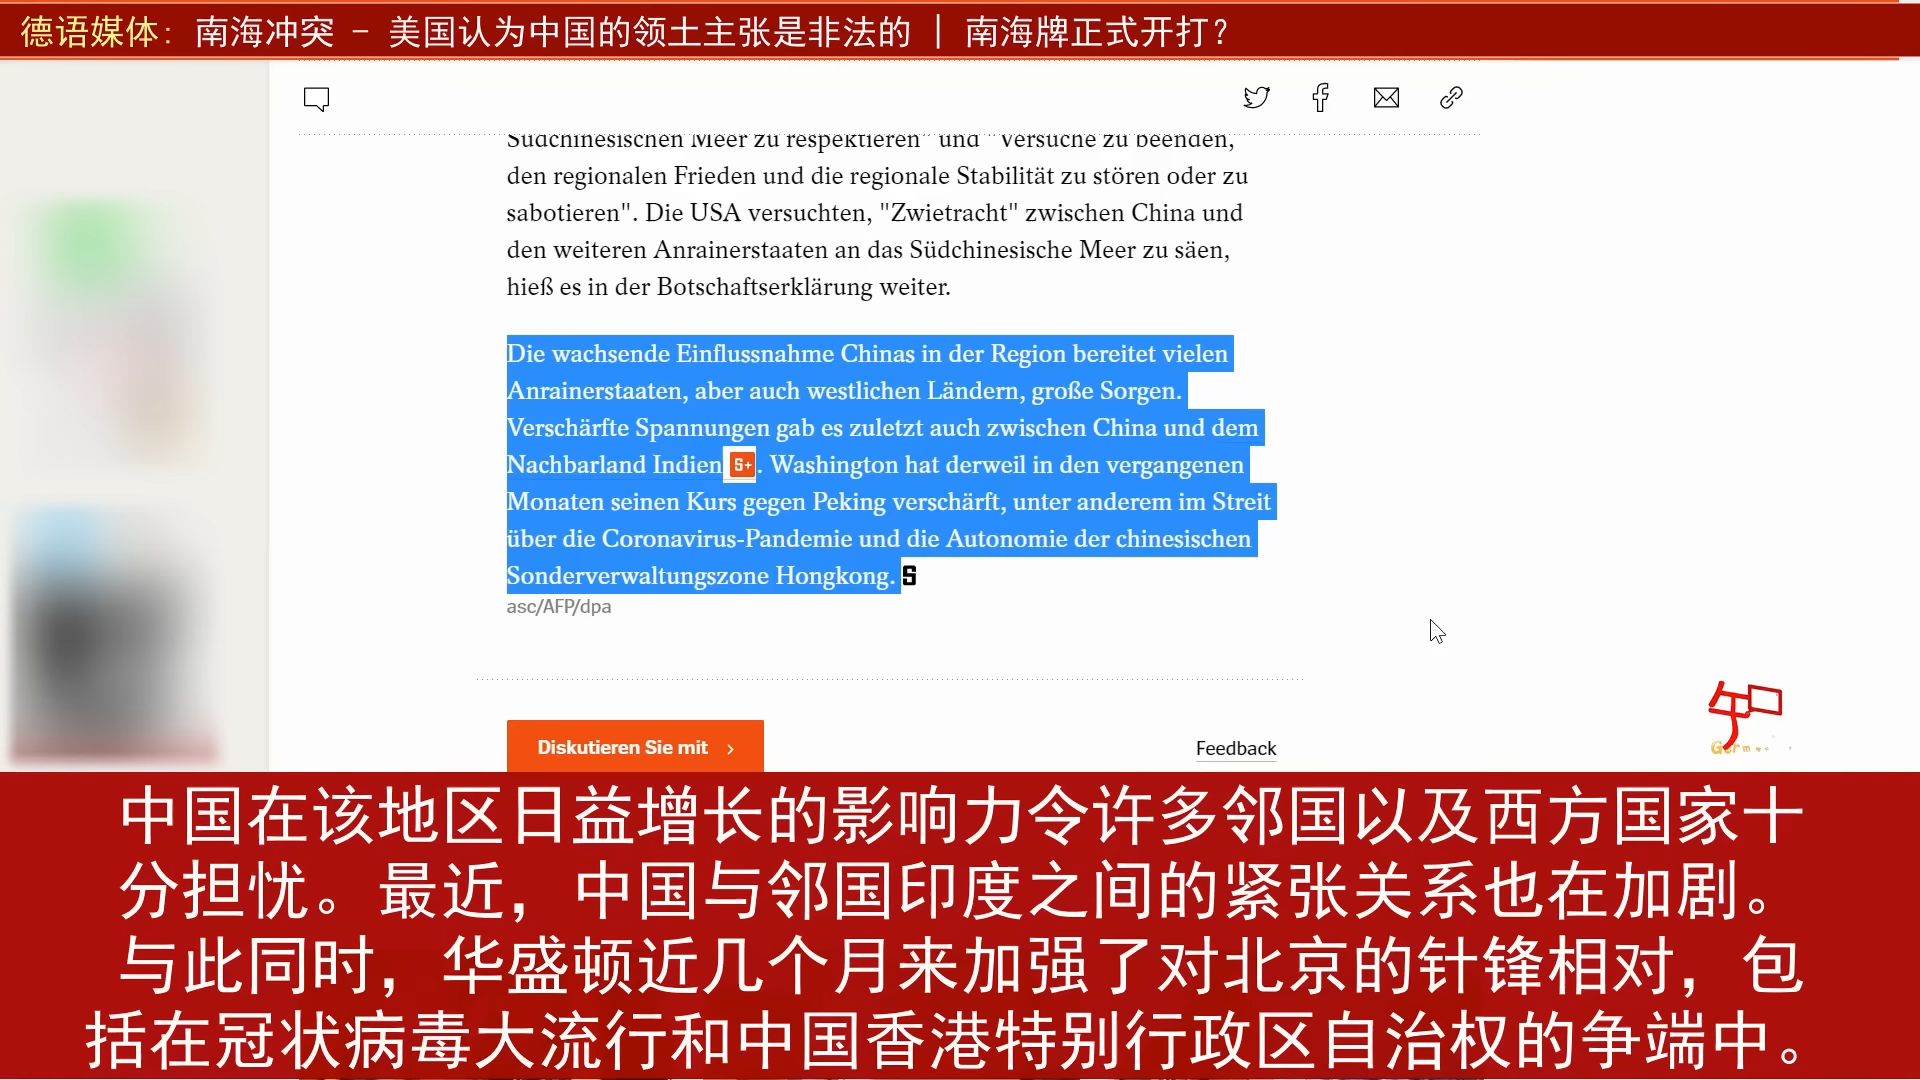 德语媒体: 南海冲突 - 美国认为中国的领土主张是非法的 | 南海牌正式开打?
Südchinesischen Meer zu respektieren" und "Versuche zu beenden,
den regionalen Frieden und die regionale Stabilität zu stören oder zu
sabotieren". Die USA versuchten, "Zwietracht" zwischen China und
den weiteren Anrainerstaaten an das Südchinesische Meer zu säen,
hieß es in der Botschaftserklärung weiter.
Die wachsende Einflussnahme Chinas in der Region bereitet vielen
Anrainerstaaten, aber auch westlichen Ländern, große Sorgen.
Verschärfte Spannungen gab es zuletzt auch zwischen China und dem
Nachbarland Indien S+. Washington hat derweil in den vergangenen
Monaten seinen Kurs gegen Peking verschärft, unter anderem im Streit
über die Coronavirus-Pandemie und die Autonomie der chinesischen
Sonderverwaltungszone Hongkong. S
asc/AFP/dpa
Diskutieren Sie mit
Feedback
中国在该地区日益增长的影响力令许多邻国以及西方国家十
分担忧。最近，中国与邻国印度之间的紧张关系也在加剧。
与此同时，华盛顿近几个月来加强了对北京的针锋相对，包
括在冠状病毒大流行和中国香港特别行政区自治权的争端中。